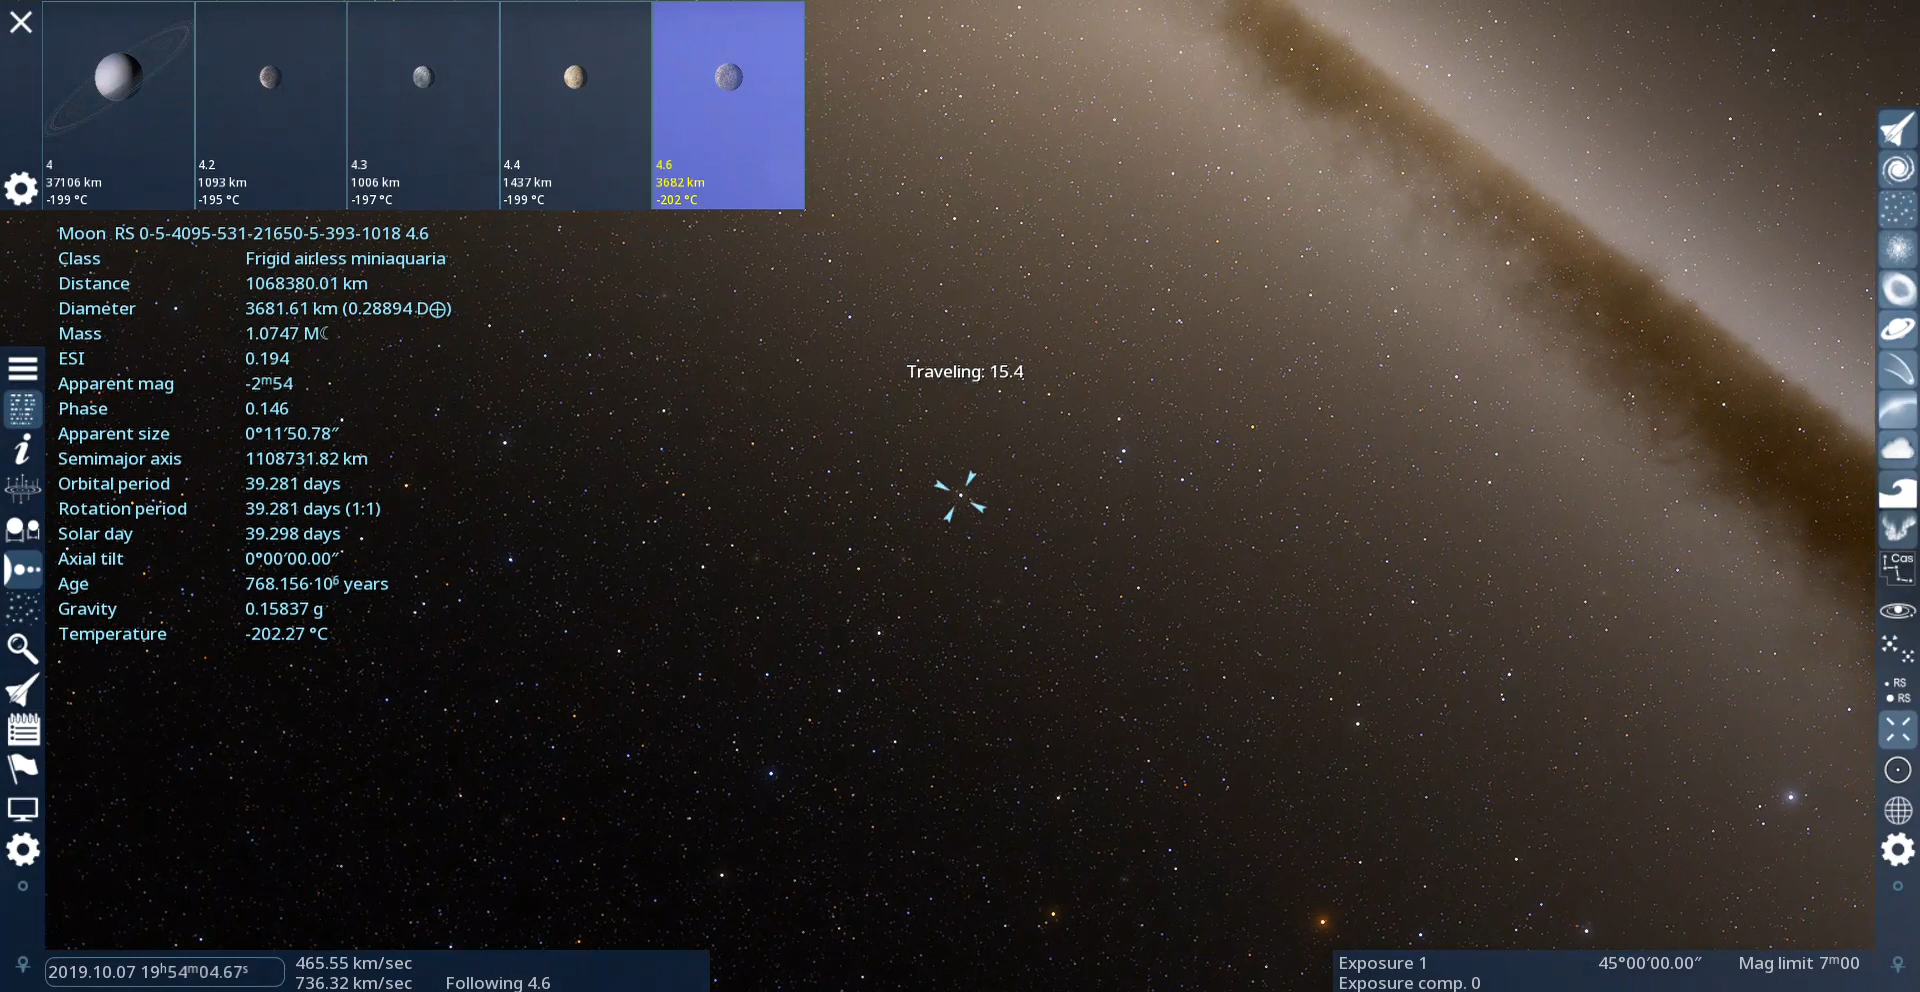 4
37106 km
-199 °C
4.2
1093 km
-195 °C
4.3
1006 km
-197 °C
4.4
1437 km
-199 °C
4.6
3682 km
-202 °C
Moon RS 0-5-4095-531-21650-5-393-1018 4.6
Class Frigid airless miniaquaria
Distance 1068380.01 km
Diameter 3681.61 km (0.28894 D⊕)
Mass 1.0747 M☾
ESI 0.194
Apparent mag -2ᵐ54
Phase 0.146
Apparent size 0°11′50.78″
Semimajor axis 1108731.82 km
Orbital period 39.281 days
Rotation period 39.281 days (1:1)
Solar day 39.298 days
Axial tilt 0°00′00.00″
Age 768.156·10⁶ years
Gravity 0.15837 g
Temperature -202.27 °C
Traveling: 15.4
Cas
RS
RS
2019.10.07 19ʰ54ᵐ04.67ˢ
465.55 km/sec
736.32 km/sec Following 4.6
Exposure 1 45°00′00.00″ Mag limit 7ᵐ00
Exposure comp. 0